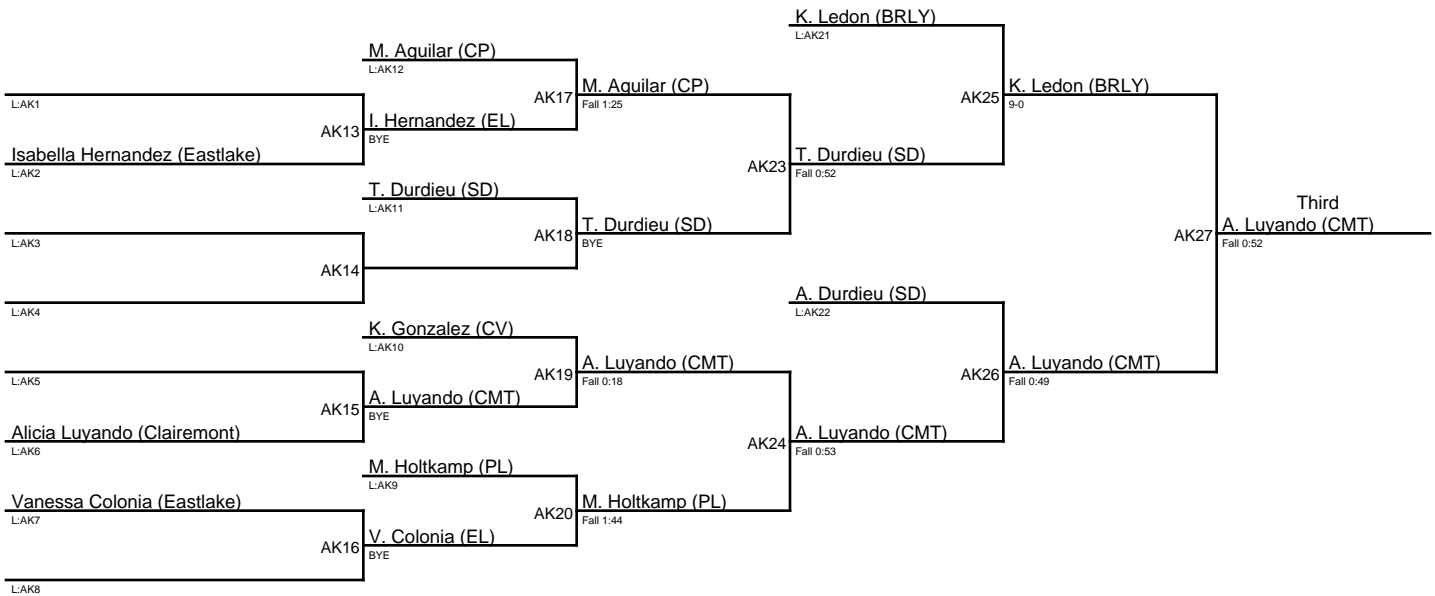 K. Ledon (BRLY)
L:AK21
M. Aguilar (CP)
L:AK12
AK17
M. Aguilar (CP)
Fall 1:25
AK25
K. Ledon (BRLY)
9-0
L:AK1
AK13
I. Hernandez (EL)
BYE
Isabella Hernandez (Eastlake)
L:AK2
AK23
T. Durdieu (SD)
Fall 0:52
T. Durdieu (SD)
L:AK11
Third
L:AK3
AK18
T. Durdieu (SD)
BYE
AK27
A. Luyando (CMT)
Fall 0:52
AK14
L:AK4
A. Durdieu (SD)
L:AK22
K. Gonzalez (CV)
L:AK10
L:AK5
AK19
A. Luyando (CMT)
Fall 0:18
AK26
A. Luyando (CMT)
Fall 0:49
AK15
A. Luyando (CMT)
BYE
Alicia Luyando (Clairemont)
L:AK6
AK24
A. Luyando (CMT)
Fall 0:53
M. Holtkamp (PL)
L:AK9
Vanessa Colonia (Eastlake)
L:AK7
AK20
M. Holtkamp (PL)
Fall 1:44
AK16
V. Colonia (EL)
BYE
L:AK8